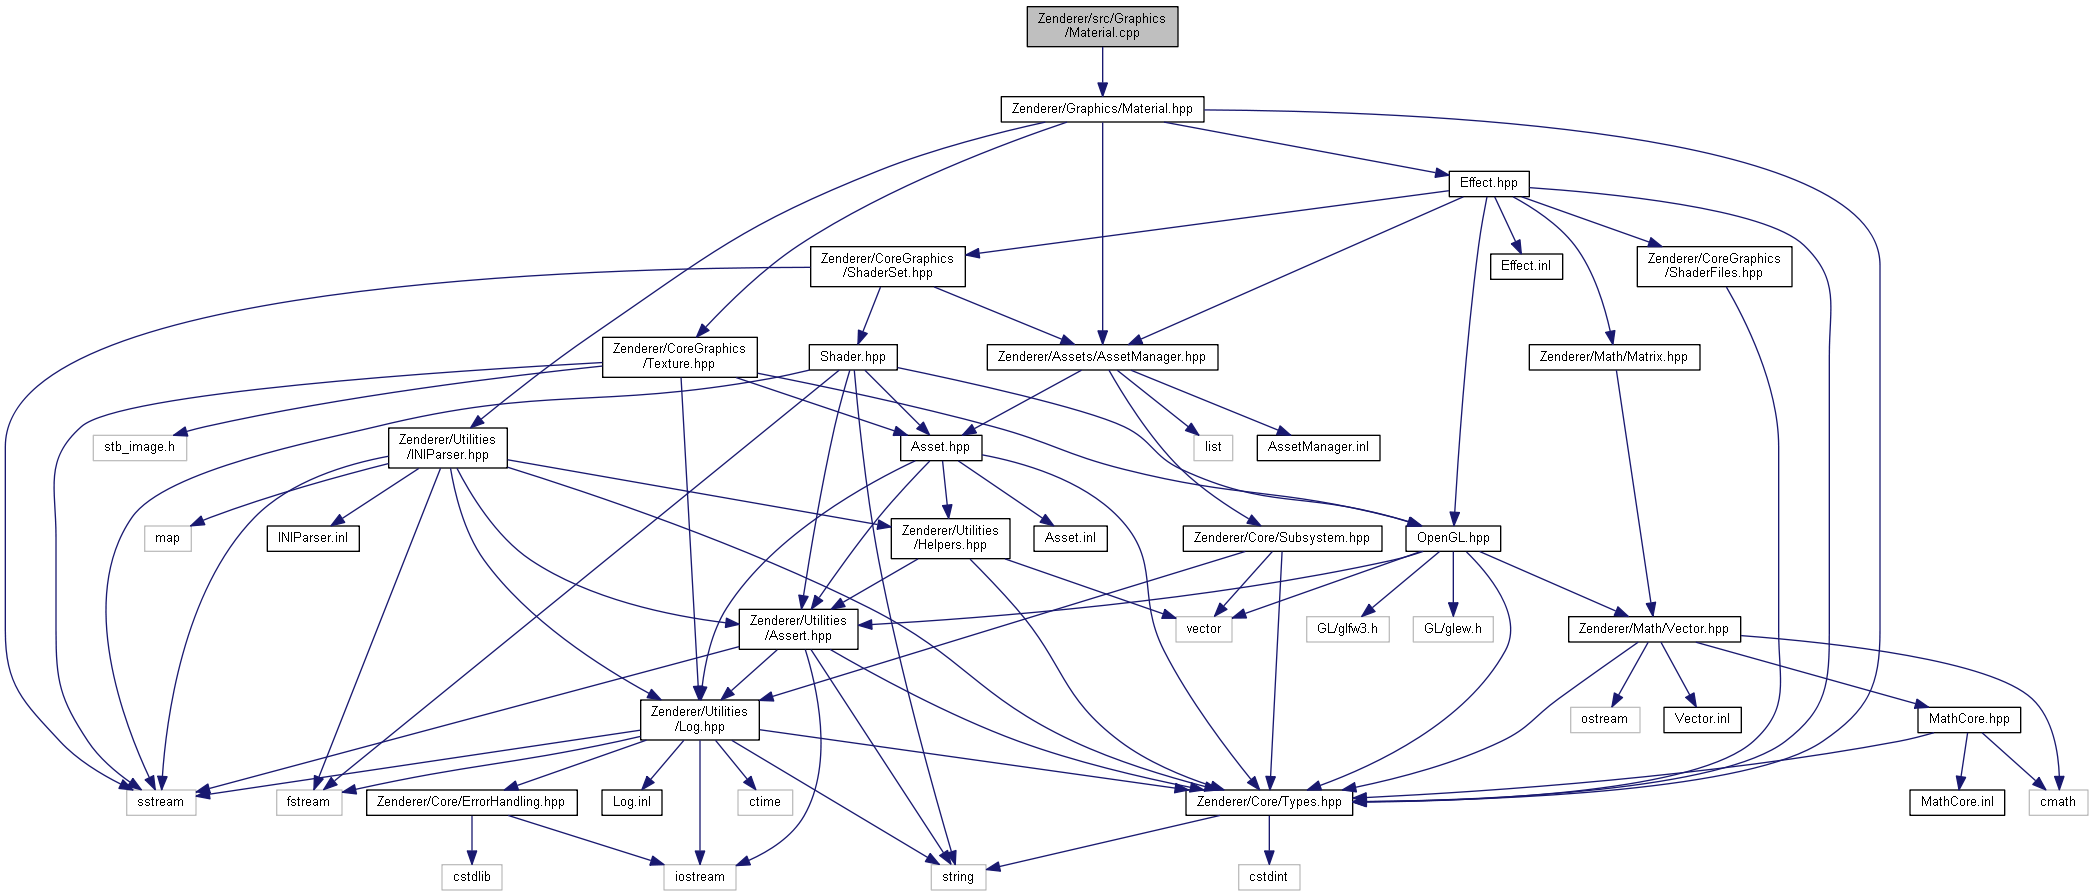 Zenderer/src/Graphics
/Material.cpp
Zenderer/Graphics/Material.hpp
Effect.hpp
Zenderer/CoreGraphics
/ShaderSet.hpp
Effect.inl
Zenderer/CoreGraphics
/ShaderFiles.hpp
Zenderer/CoreGraphics
/Texture.hpp
Shader.hpp
Zenderer/Assets/AssetManager.hpp
Zenderer/Math/Matrix.hpp
stb_image.h
Zenderer/Utilities
/INIParser.hpp
Asset.hpp
list
AssetManager.inl
map
INIParser.inl
Zenderer/Utilities
/Helpers.hpp
Asset.inl
Zenderer/Core/Subsystem.hpp
OpenGL.hpp
Zenderer/Utilities
/Assert.hpp
vector
GL/glfw3.h
GL/glew.h
Zenderer/Math/Vector.hpp
Zenderer/Utilities
/Log.hpp
ostream
Vector.inl
MathCore.hpp
sstream
fstream
Zenderer/Core/ErrorHandling.hpp
Log.inl
ctime
Zenderer/Core/Types.hpp
MathCore.inl
cmath
cstdlib
iostream
string
cstdint